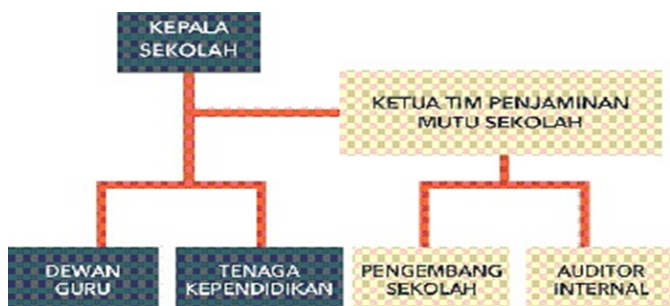 KEPALA
SEKOLAH
KETUA TIM PENJAMINAN
MUTU SEKOLAH
DEWAN
GURU
TENAGA
KEPENDIDIKAN
PENGEMBANG
SEKOLAH
AUDITOR
INTERNAL